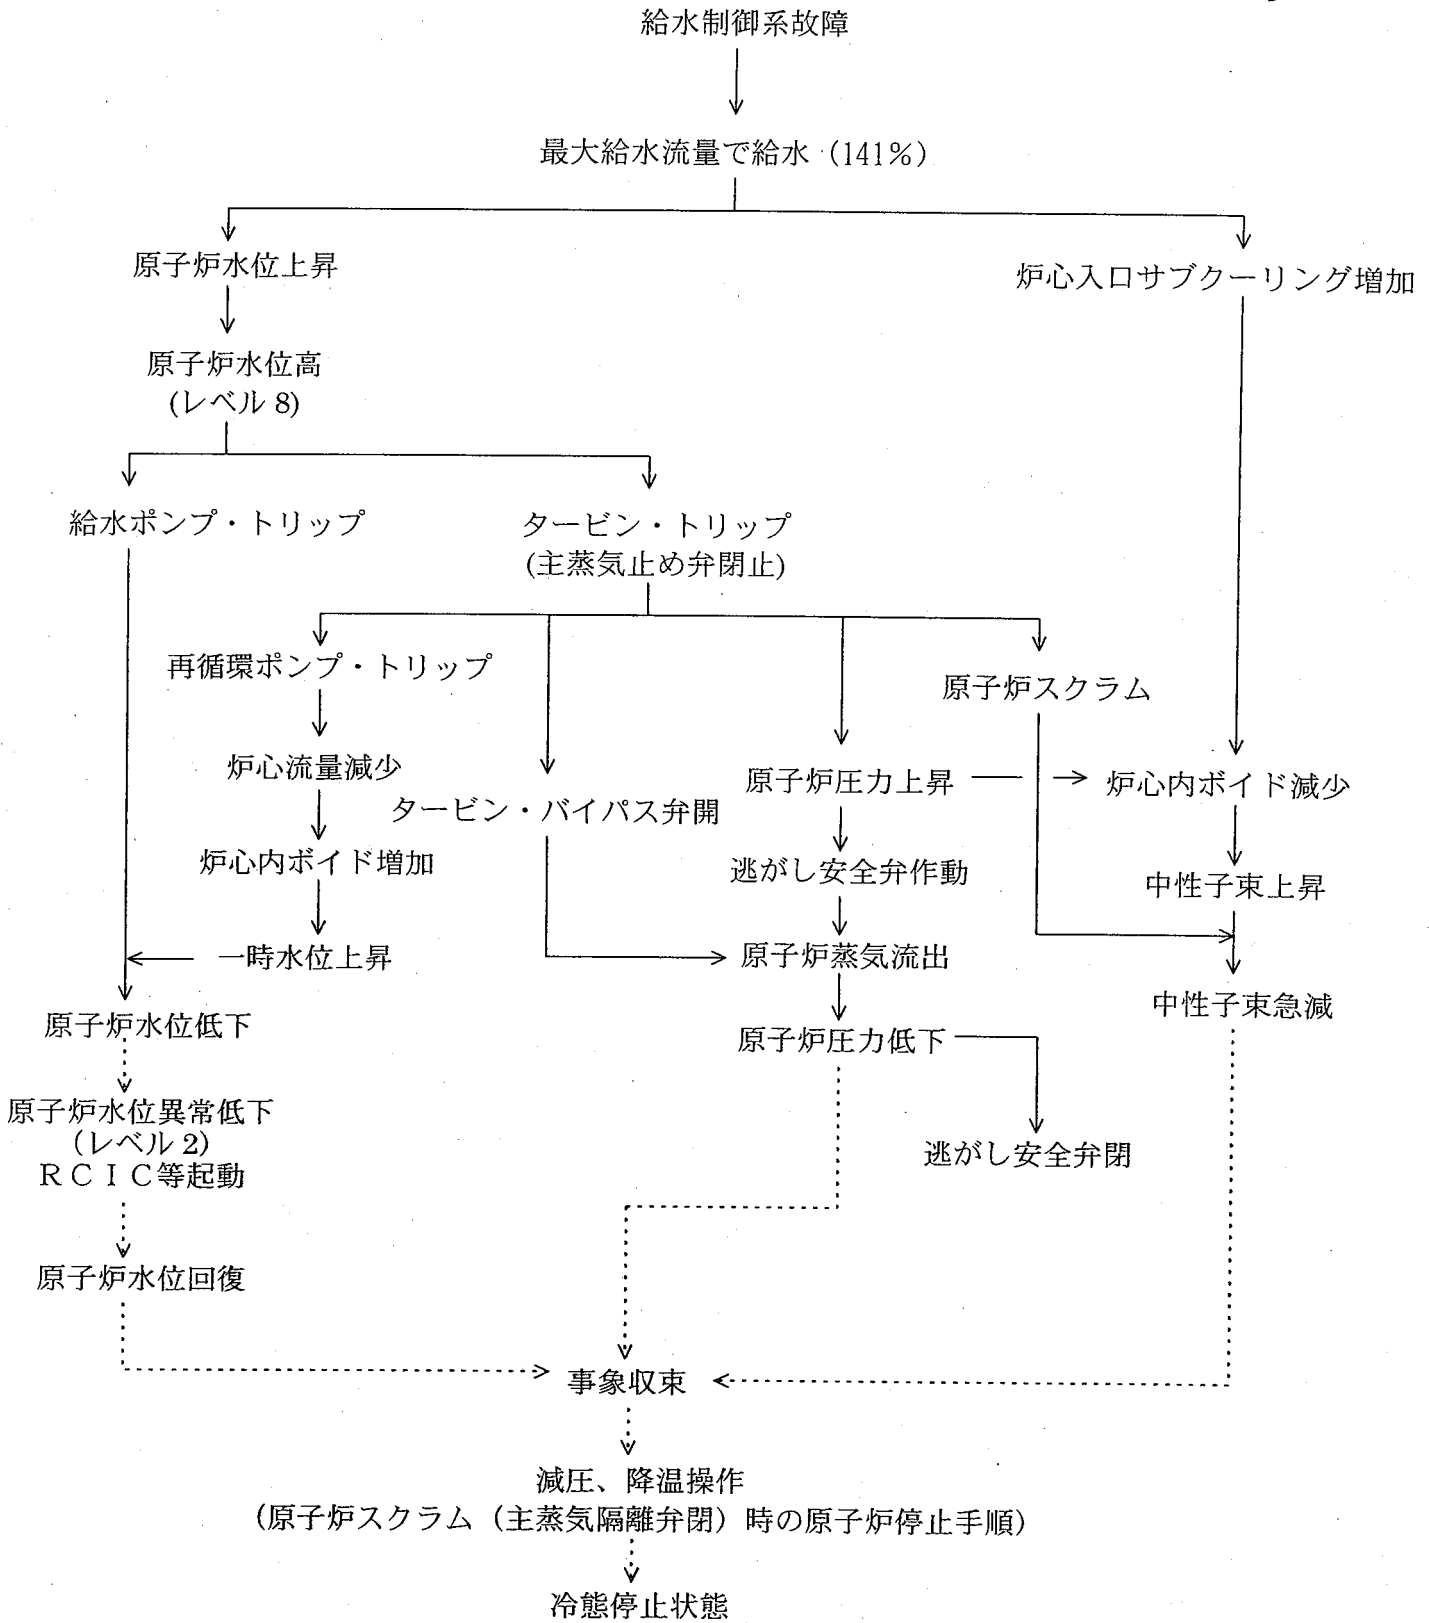 給水制御系故障
最大給水流量で給水（141％）
原子炉水位上昇
炉心入口サブクーリング増加
原子炉水位高
(レベル 8)
給水ポンプ・トリップ
タービン・トリップ
(主蒸気止め弁閉止)
再循環ポンプ・トリップ
原子炉スクラム
炉心流量減少
原子炉圧力上昇
炉心内ボイド減少
タービン・バイパス弁開
炉心内ボイド増加
逃がし安全弁作動
中性子束上昇
一時水位上昇
原子炉蒸気流出
中性子束急減
原子炉水位低下
原子炉圧力低下
原子炉水位異常低下
（レベル 2）
ＲＣＩＣ等起動
逃がし安全弁閉
原子炉水位回復
事象収束
減圧、降温操作
（原子炉スクラム（主蒸気隔離弁閉）時の原子炉停止手順）
冷態停止状態